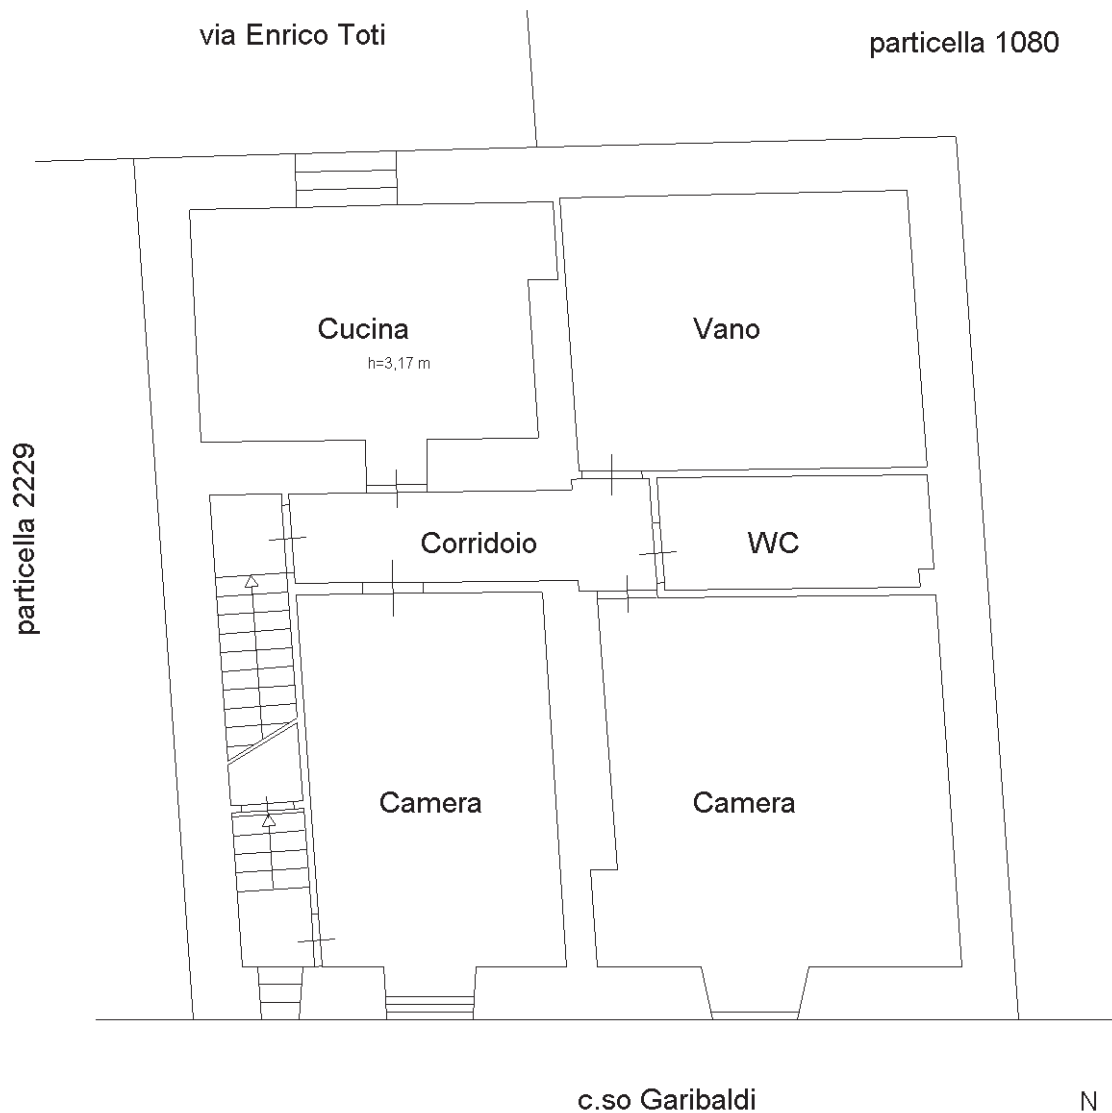 via Enrico Toti
particella 1080
Cucina
h=3,17 m
Vano
particella 2229
Corridoio
WC
Camera
Camera
c.so Garibaldi
N